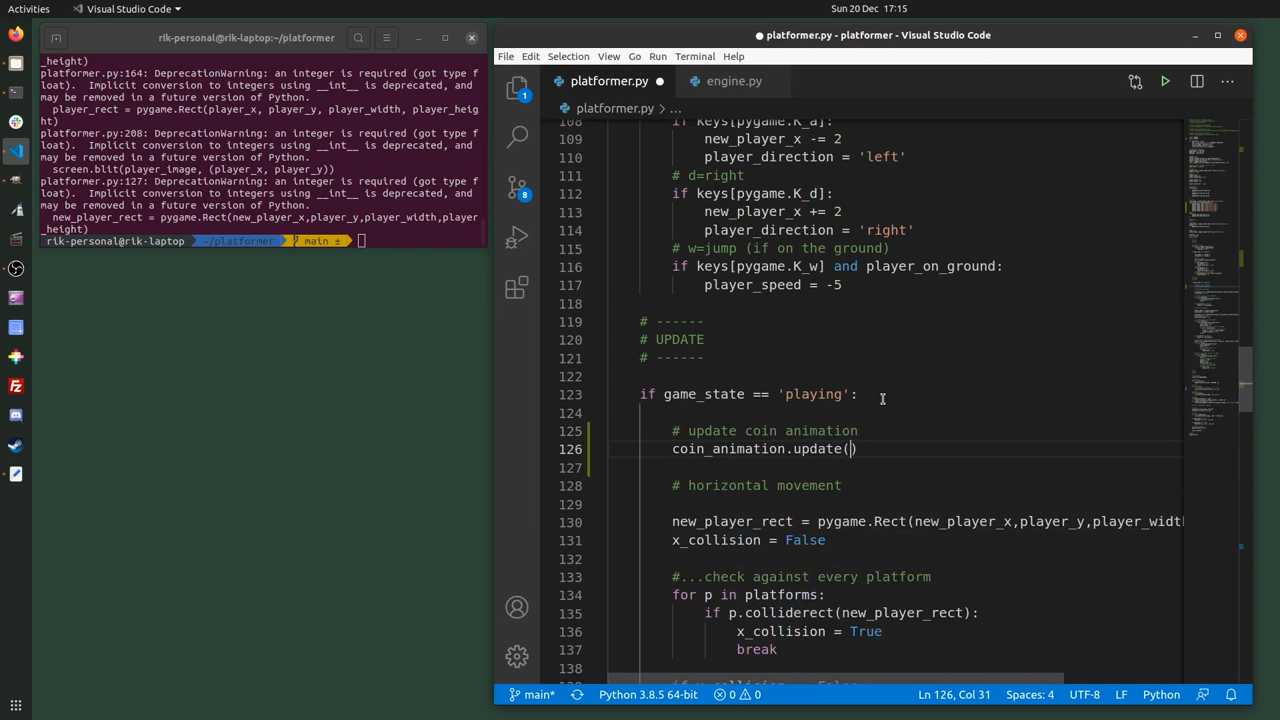 Activities
Visual Studio Code
Sun 20 Dec 17:15
rik-personal@rik-laptop:~/platformer
_height)
platformer.py:164: DeprecationWarning: an integer is required (got type f
loat).  Implicit conversion to integers using __int__ is deprecated, and
may be removed in a future version of Python.
player_rect = pygame.Rect(player_x, player_y, player_width, player_heig
ht)
platformer.py:208: DeprecationWarning: an integer is required (got type f
loat).  Implicit conversion to integers using __int__ is deprecated, and
may be removed in a future version of Python.
screen.blit(player_image, (player_x, player_y))
platformer.py:127: DeprecationWarning: an integer is required (got type f
loat).  Implicit conversion to integers using __int__ is deprecated, and
may be removed in a future version of Python.
new_player_rect = pygame.Rect(new_player_x,player_y,player_width,player
_height)
rik-personal@rik-laptop ~/platformer main ±
● platformer.py - platformer - Visual Studio Code
File Edit Selection View Go Run Terminal Help
platformer.py ● engine.py
platformer.py > ...
1
8
108 if keys[pygame.K_a]:
109 new_player_x -= 2
110 player_direction = 'left'
111 # d=right
112 if keys[pygame.K_d]:
113 new_player_x += 2
114 player_direction = 'right'
115 # w=jump (if on the ground)
116 if keys[pygame.K_w] and player_on_ground:
117 player_speed = -5
118
119 # ------
120 # UPDATE
121 # ------
122
123 if game_state == 'playing':
124
125 # update coin animation
126 coin_animation.update()
127
128 # horizontal movement
129
130 new_player_rect = pygame.Rect(new_player_x,player_y,player_width
131 x_collision = False
132
133 #...check against every platform
134 for p in platforms:
135 if p.colliderect(new_player_rect):
136 x_collision = True
137 break
138
main* Python 3.8.5 64-bit 0 0 Ln 126, Col 31 Spaces: 4 UTF-8 LF Python